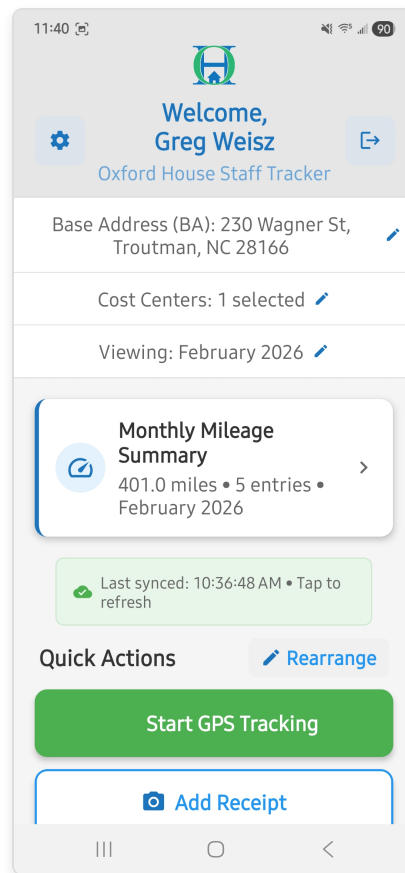 11:40
90
Welcome,
Greg Weisz
Oxford House Staff Tracker
Base Address (BA): 230 Wagner St,
Troutman, NC 28166
Cost Centers: 1 selected
Viewing: February 2026
Monthly Mileage
Summary
401.0 miles • 5 entries •
February 2026
Last synced: 10:36:48 AM • Tap to
refresh
Quick Actions
Rearrange
Start GPS Tracking
Add Receipt